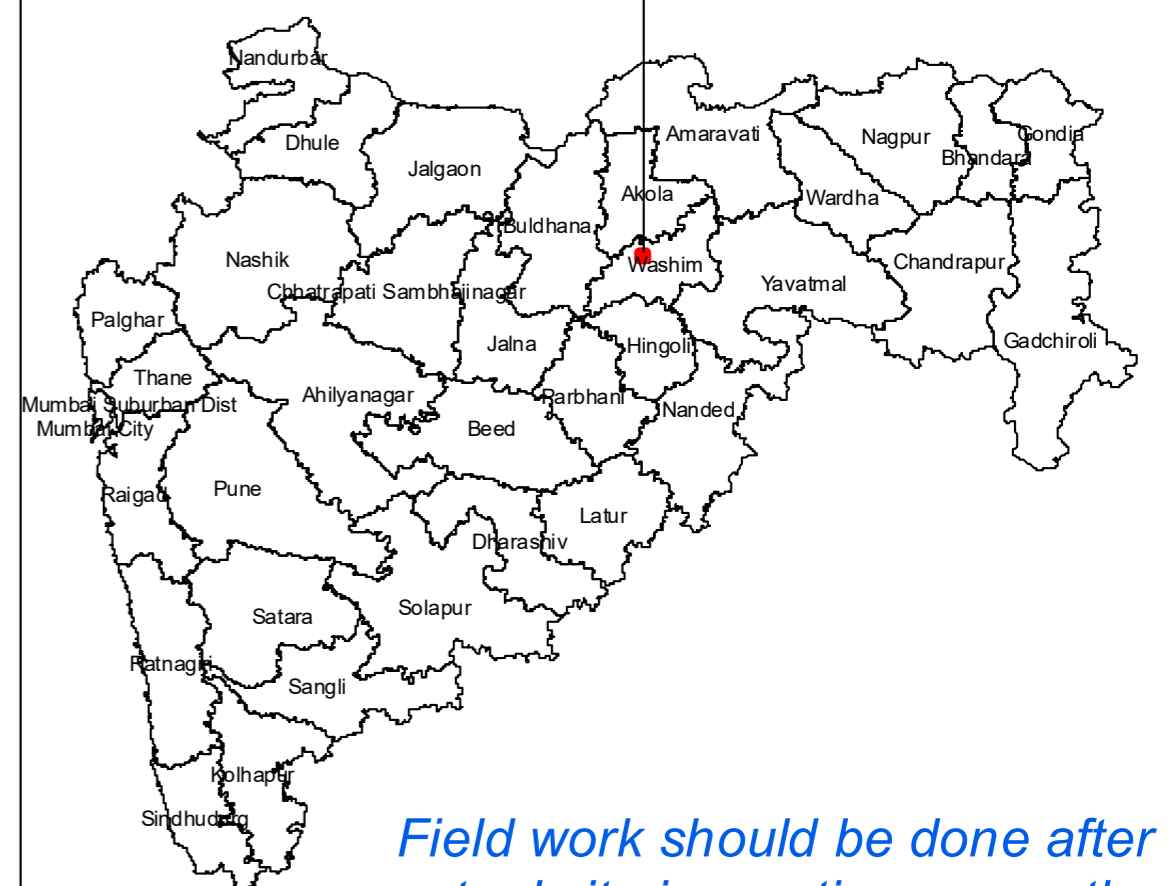 Nandurbar
Dhule
Jalgaon
Amaravati
Nagpur
Gondia
Bhandara
Akola
Wardha
Buldhana
Nashik
Washim
Chandrapur
Yavatmal
Chhatrapati Sambhajinagar
Palghar
Jalna
Hingoli
Gadchiroli
Thane
Ahilyanagar
Parbhani
Mumbai Suburban Dist
Nanded
Mumbai City
Beed
Raigad
Pune
Latur
Dharashiv
Solapur
Satara
Ratnagiri
Sangli
Kolhapur
Sindhudurg
Field work should be done after